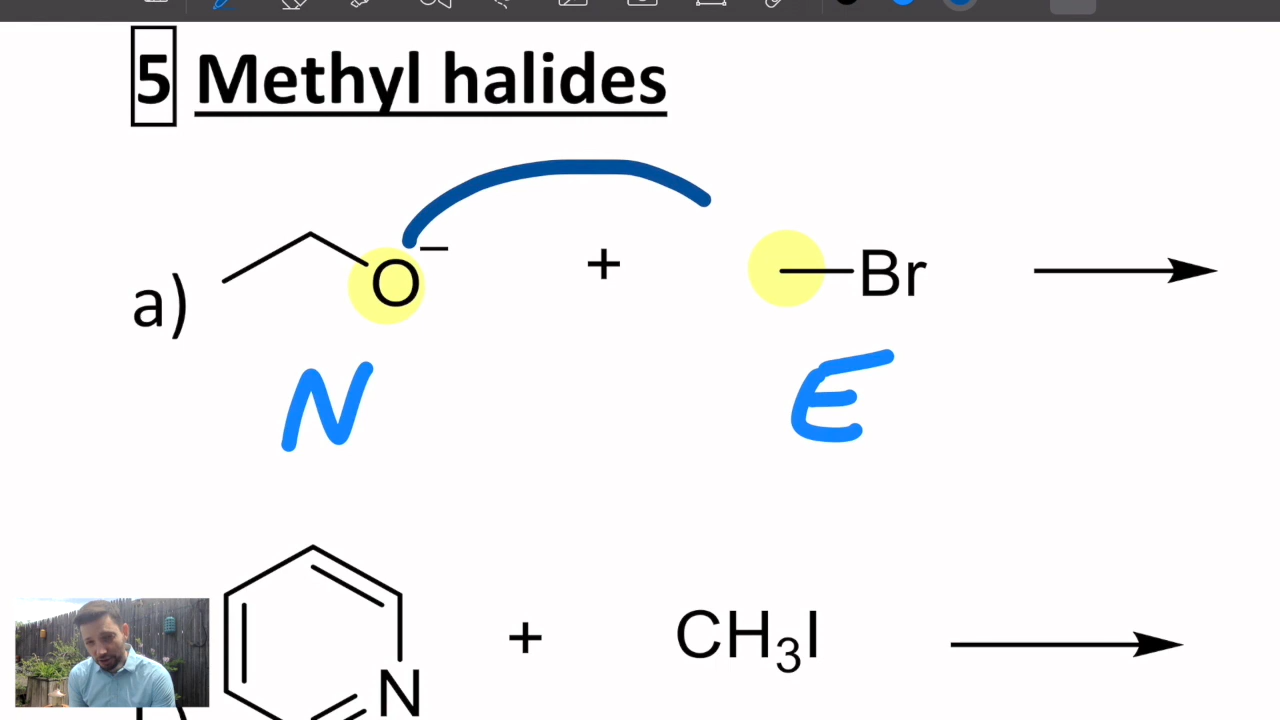 5 Methyl halides
a) O⁻ + Br
N E
+ CH₃I
N